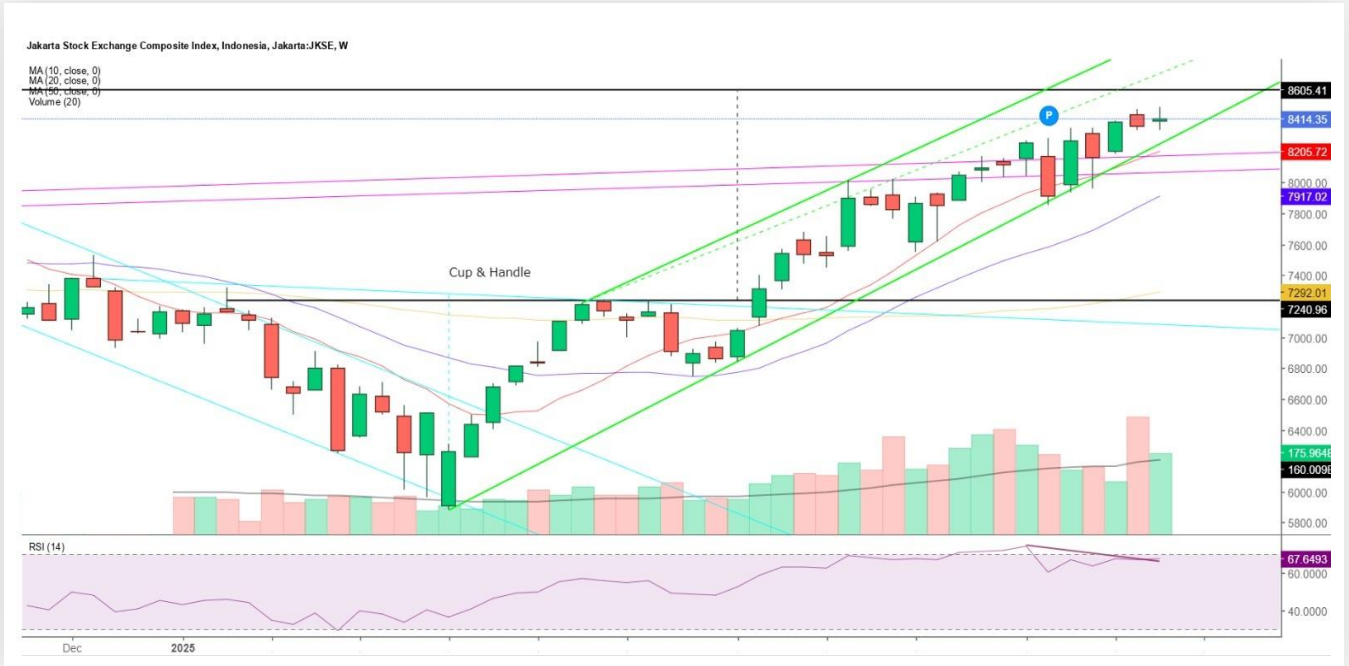 Jakarta Stock Exchange Composite Index, Indonesia, Jakarta:JKSE, W
MA (10, close, 0)
MA (20, close, 0)
MA (50, close, 0)
Volume (20)
8605.41
P
8414.35
8205.72
8000.00
7917.02
7800.00
7600.00
Cup & Handle
7400.00
7292.01
7240.96
7000.00
6800.00
6600.00
6400.00
175.964B
160.009B
6000.00
5800.00
RSI (14)
67.6493
60.0000
40.0000
Dec
2025